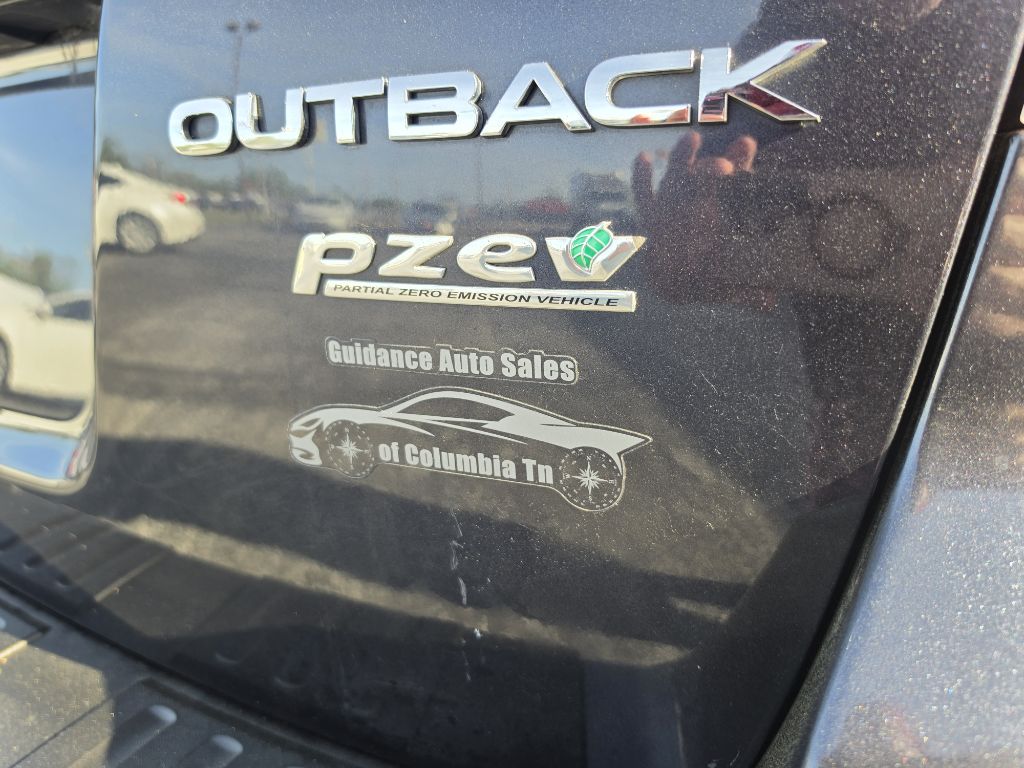 OUTBACK
pzev
PARTIAL ZERO EMISSION VEHICLE
Guidance Auto Sales
of Columbia Tn